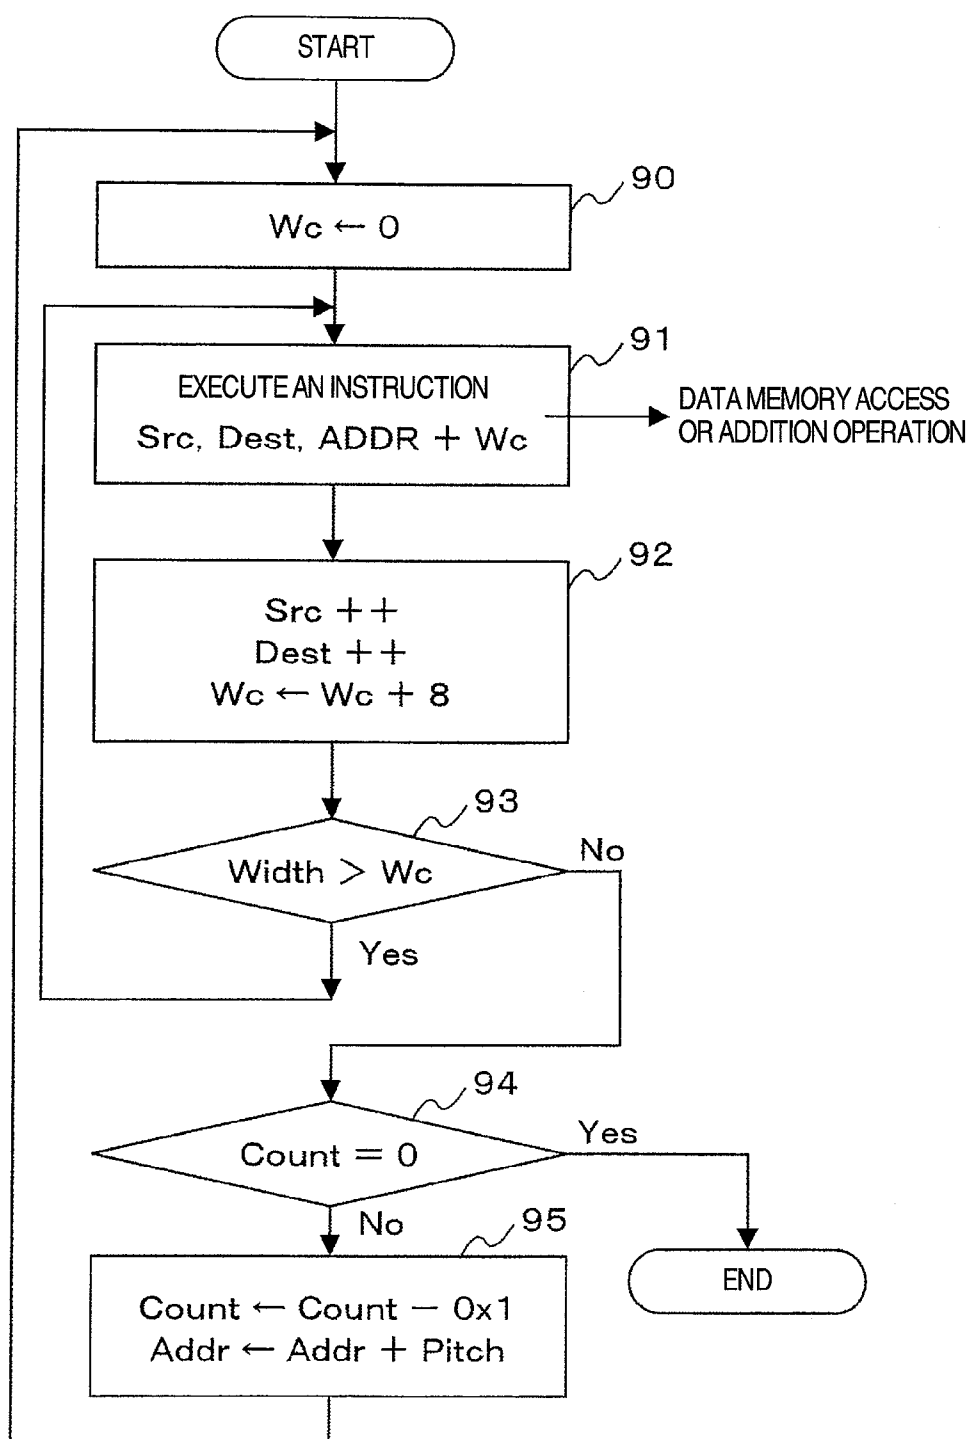 START
90
Wc ← 0
91
EXECUTE AN INSTRUCTION
Src, Dest, ADDR + Wc
DATA MEMORY ACCESS
OR ADDITION OPERATION
92
Src ++
Dest ++
Wc ← Wc + 8
93
Width > Wc
No
Yes
94
Count = 0
Yes
No
95
Count ← Count − 0x1
Addr ← Addr + Pitch
END